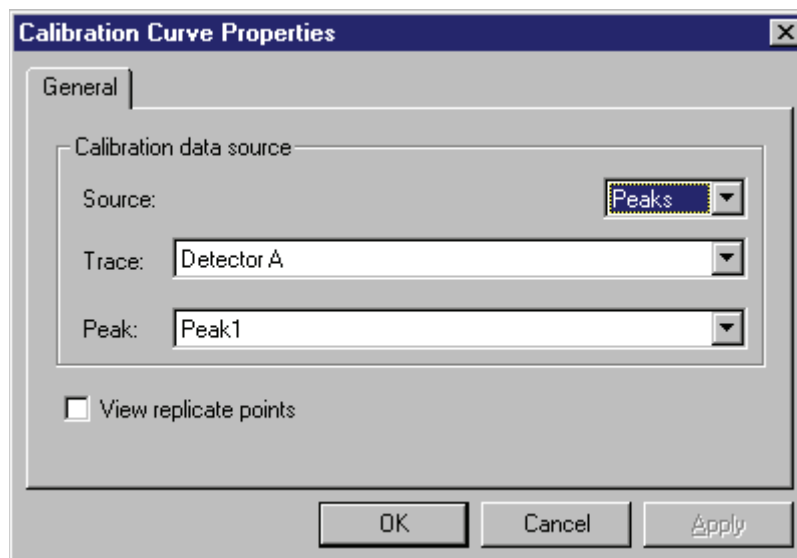 Calibration Curve Properties
General
Calibration data source
Source: Peaks
Trace: Detector A
Peak: Peak1
View replicate points
OK Cancel Apply